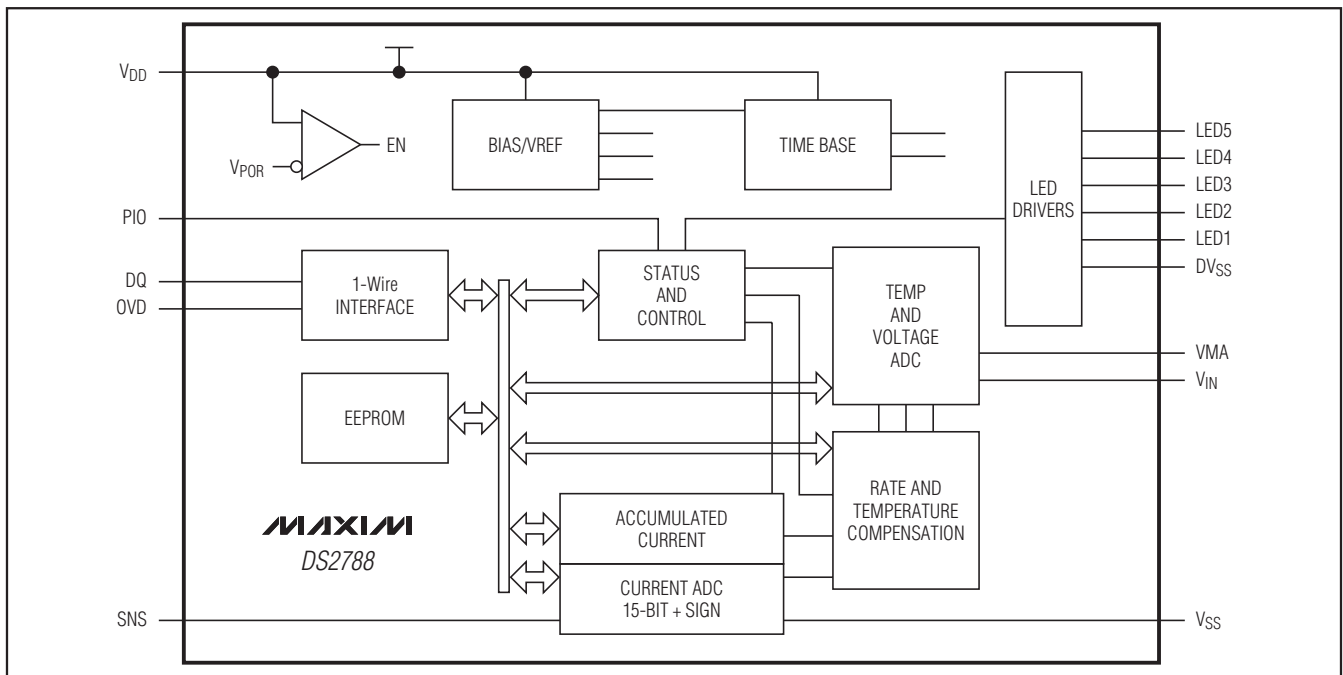 VDD
EN
VPOR
BIAS/VREF
TIME BASE
LED
DRIVERS
LED5
LED4
LED3
LED2
LED1
DVSS
PIO
DQ
OVD
1-Wire
INTERFACE
STATUS
AND
CONTROL
TEMP
AND
VOLTAGE
ADC
VMA
VIN
EEPROM
RATE AND
TEMPERATURE
COMPENSATION
MAXIM
DS2788
ACCUMULATED
CURRENT
CURRENT ADC
15-BIT + SIGN
SNS
VSS